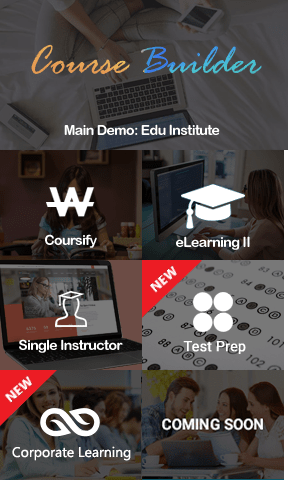 Course Builder
Main Demo: Edu Institute
Coursify
eLearning II
Single Instructor
NEW
Test Prep
NEW
Corporate Learning
COMING SOON